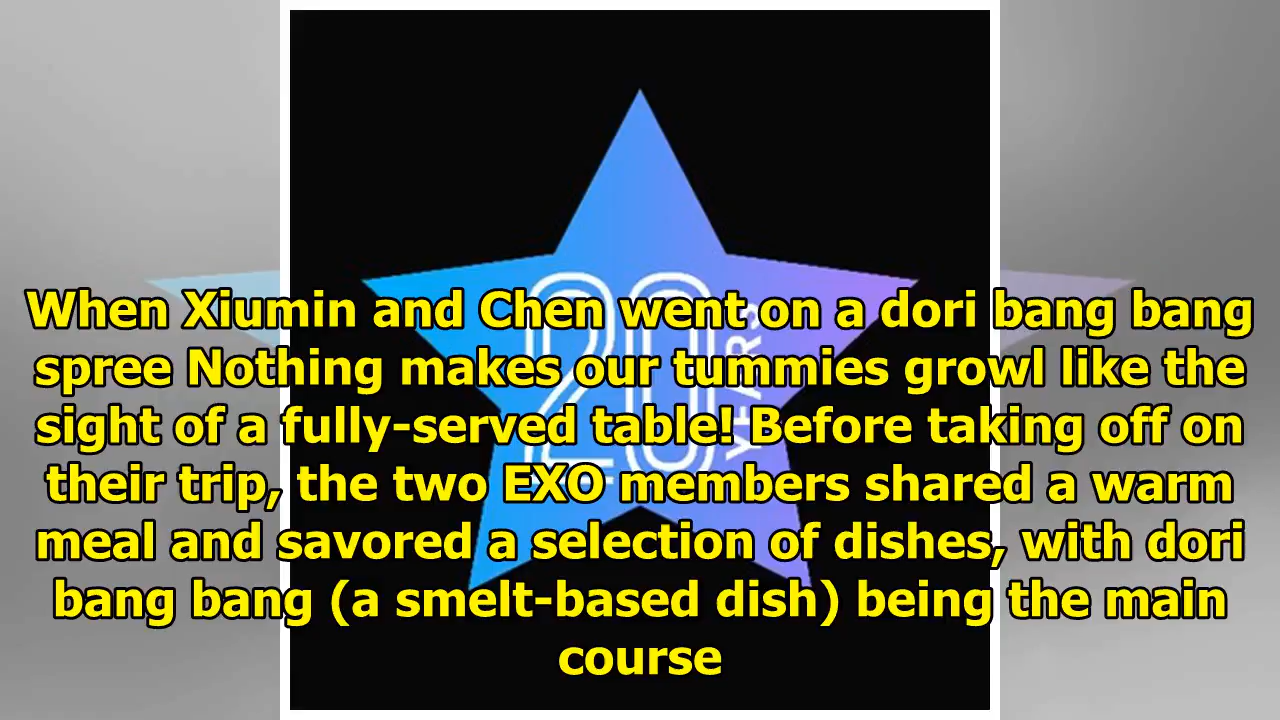 When Xiumin and Chen went on a dori bang bang
spree Nothing makes our tummies growl like the
sight of a fully-served table! Before taking off on
their trip, the two EXO members shared a warm
meal and savored a selection of dishes, with dori
bang bang (a smelt-based dish) being the main
course
20
YEARS